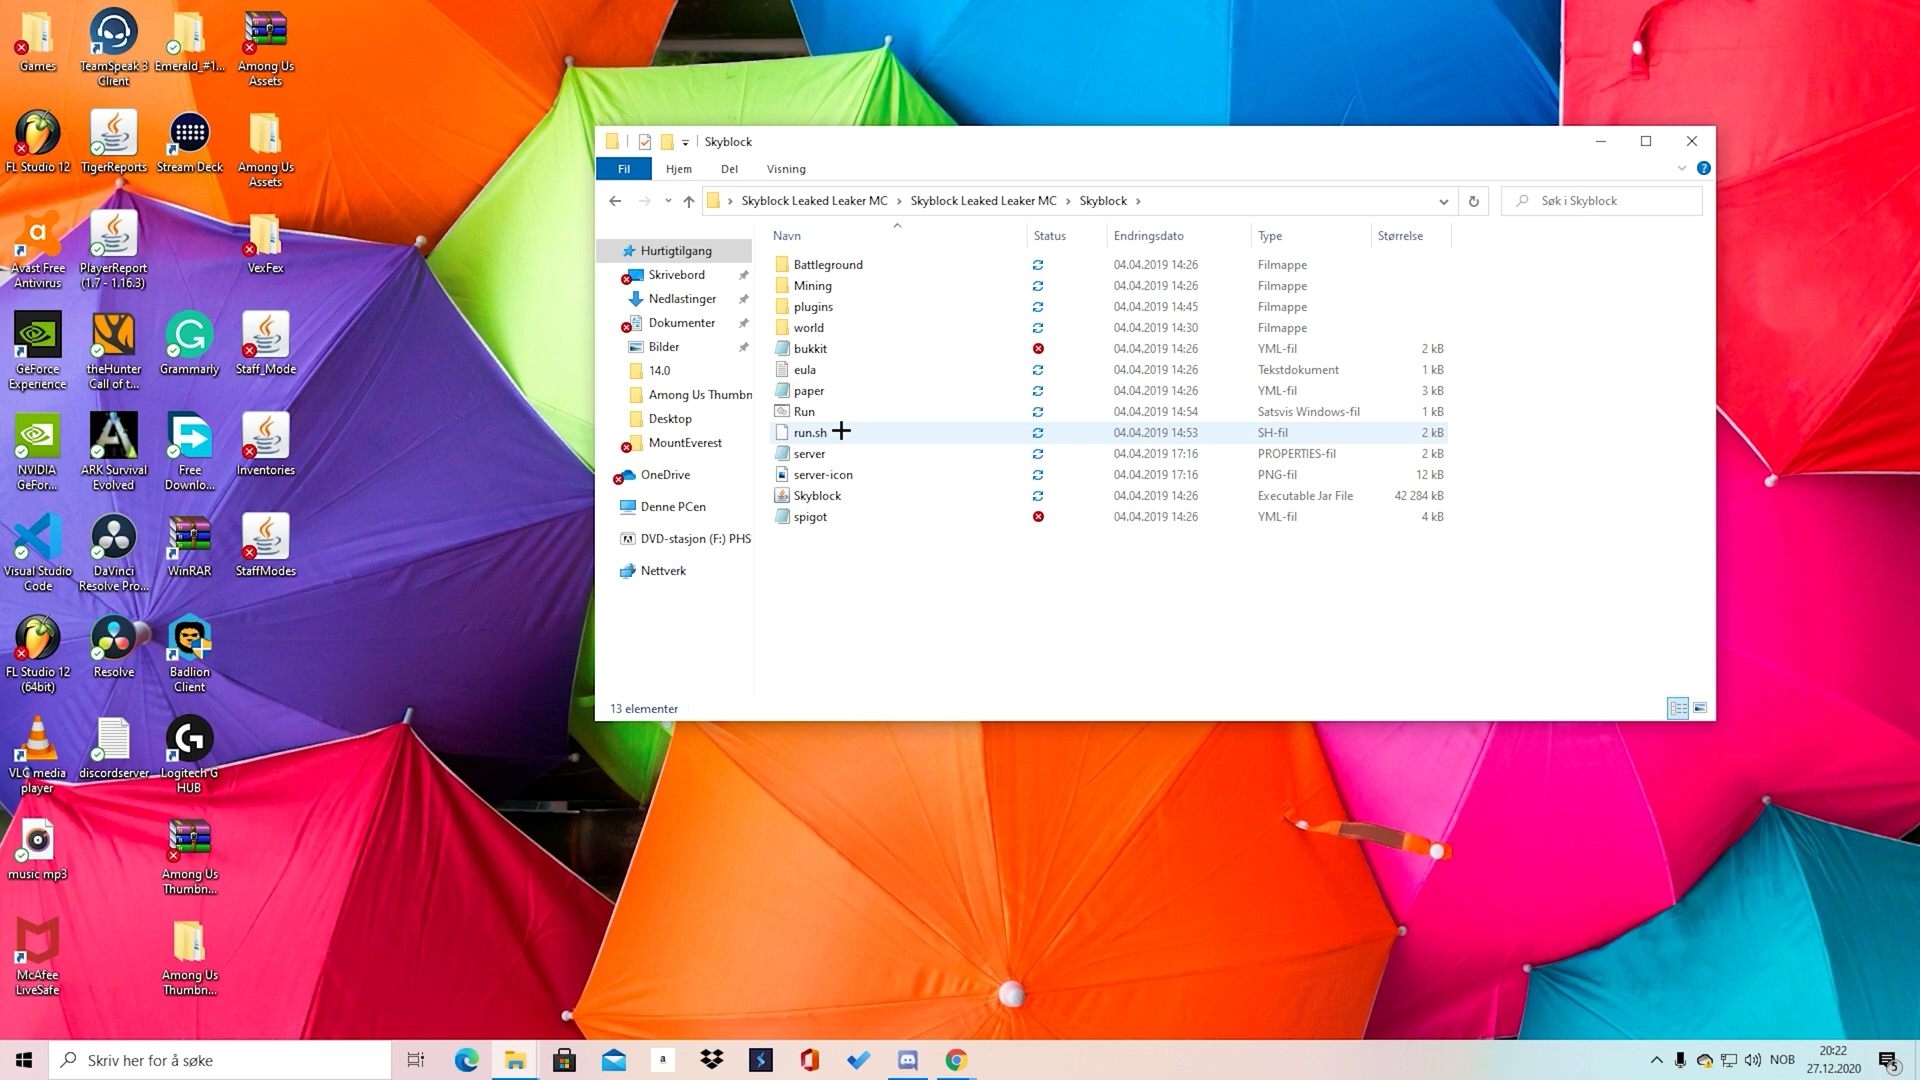 Games
TeamSpeak 3
Client
Emerald_#1...
Among Us
Assets
FL Studio 12
TigerReports
Stream Deck
Among Us
Assets
Avast Free
Antivirus
PlayerReport
(1.7 - 1.16.3)
VexFex
GeForce
Experience
theHunter
Call of t...
Grammarly
Staff_Mode
NVIDIA
GeFor...
ARK Survival
Evolved
Free
Downlo...
Inventories
Visual Studio
Code
DaVinci
Resolve Pro...
WinRAR
StaffModes
FL Studio 12
(64bit)
Resolve
Badlion
Client
VLC media
player
discordserver
Logitech G
HUB
music mp3
Among Us
Thumbn...
McAfee
LiveSafe
Among Us
Thumbn...
Skyblock
Fil Hjem Del Visning
Skyblock Leaked Leaker MC > Skyblock Leaked Leaker MC > Skyblock >
Søk i Skyblock
Hurtigtilgang
Skrivebord
Nedlastinger
Dokumenter
Bilder
14.0
Among Us Thumbn
Desktop
MountEverest
OneDrive
Denne PCen
DVD-stasjon (F:) PHS
Nettverk
Navn Status Endringsdato Type Størrelse
Battleground 04.04.2019 14:26 Filmappe
Mining 04.04.2019 14:26 Filmappe
plugins 04.04.2019 14:45 Filmappe
world 04.04.2019 14:30 Filmappe
bukkit 04.04.2019 14:26 YML-fil 2 kB
eula 04.04.2019 14:26 Tekstdokument 1 kB
paper 04.04.2019 14:26 YML-fil 3 kB
Run 04.04.2019 14:54 Satsvis Windows-fil 1 kB
run.sh 04.04.2019 14:53 SH-fil 2 kB
server 04.04.2019 17:16 PROPERTIES-fil 2 kB
server-icon 04.04.2019 17:16 PNG-fil 12 kB
Skyblock 04.04.2019 14:26 Executable Jar File 42 284 kB
spigot 04.04.2019 14:26 YML-fil 4 kB
13 elementer
Skriv her for å søke
NOB
20:22
27.12.2020
5